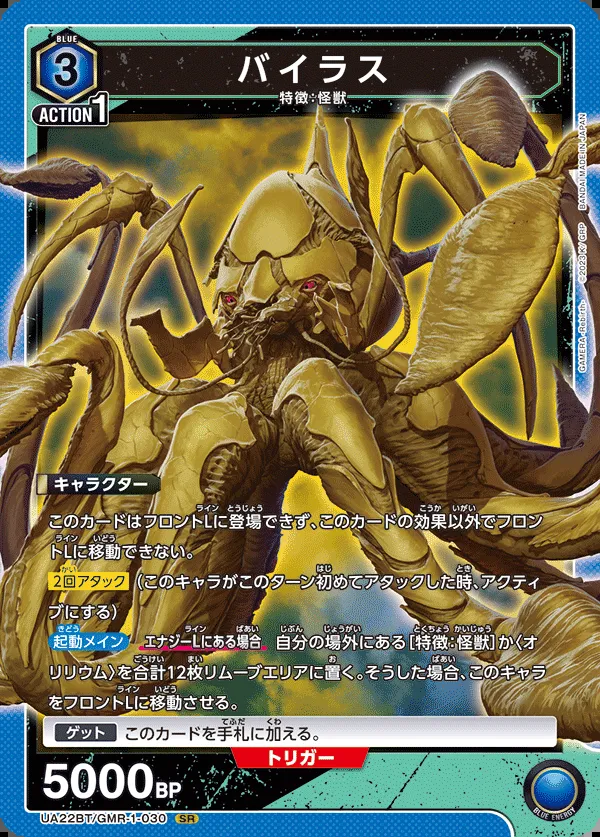 BLUE
3
ACTION1
バイラス
特徴:怪獣
キャラクター
このカードはフロントLに登場できず、このカードの効果以外でフロン
トLに移動できない。
2回アタック (このキャラがこのターン初めてアタックした時、アクティ
ブにする)
起動メイン エナジーLにある場合 自分の場外にある[特徴:怪獣]か〈オ
リリウム〉を合計12枚リムーブエリアに置く。そうした場合、このキャラ
をフロントLに移動させる。
ゲット このカードを手札に加える。
トリガー
5000BP
UA22BT/GMR-1-030 SR
BLUE ENERGY
GAMERA -Rebirth- ©2023 K/GRP BANDAI MADE IN JAPAN